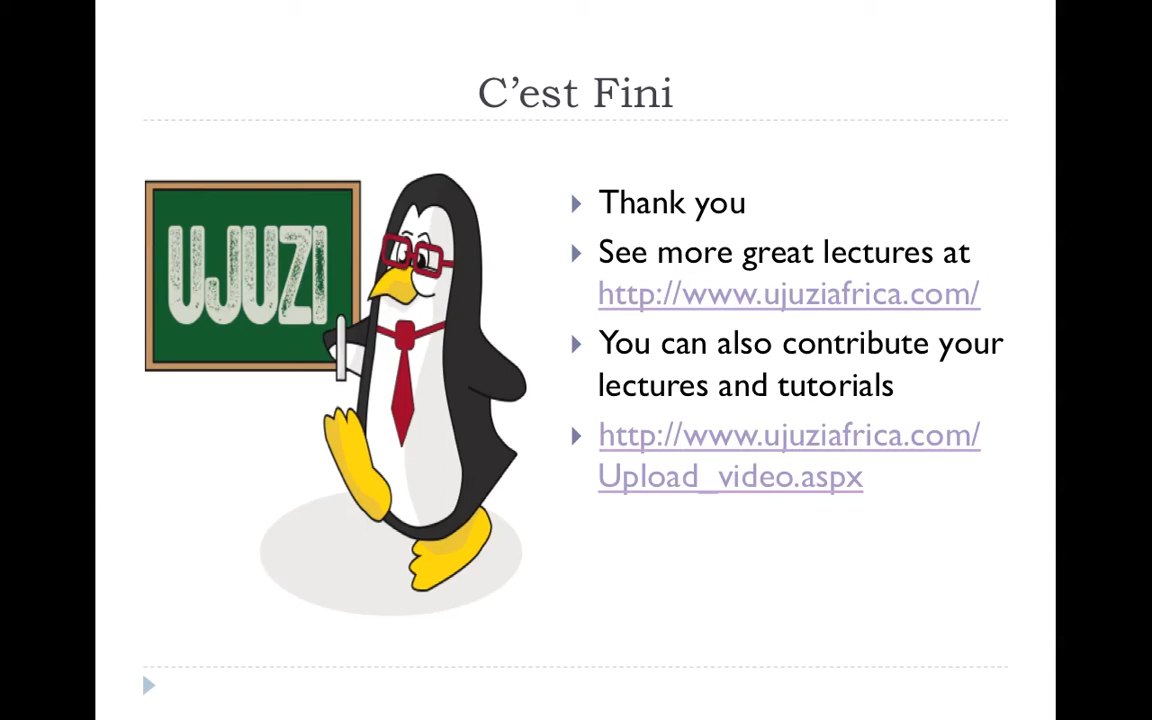 C’est Fini
UJUZI
Thank you
See more great lectures at
http://www.ujuziafrica.com/
You can also contribute your
lectures and tutorials
http://www.ujuziafrica.com/
Upload_video.aspx